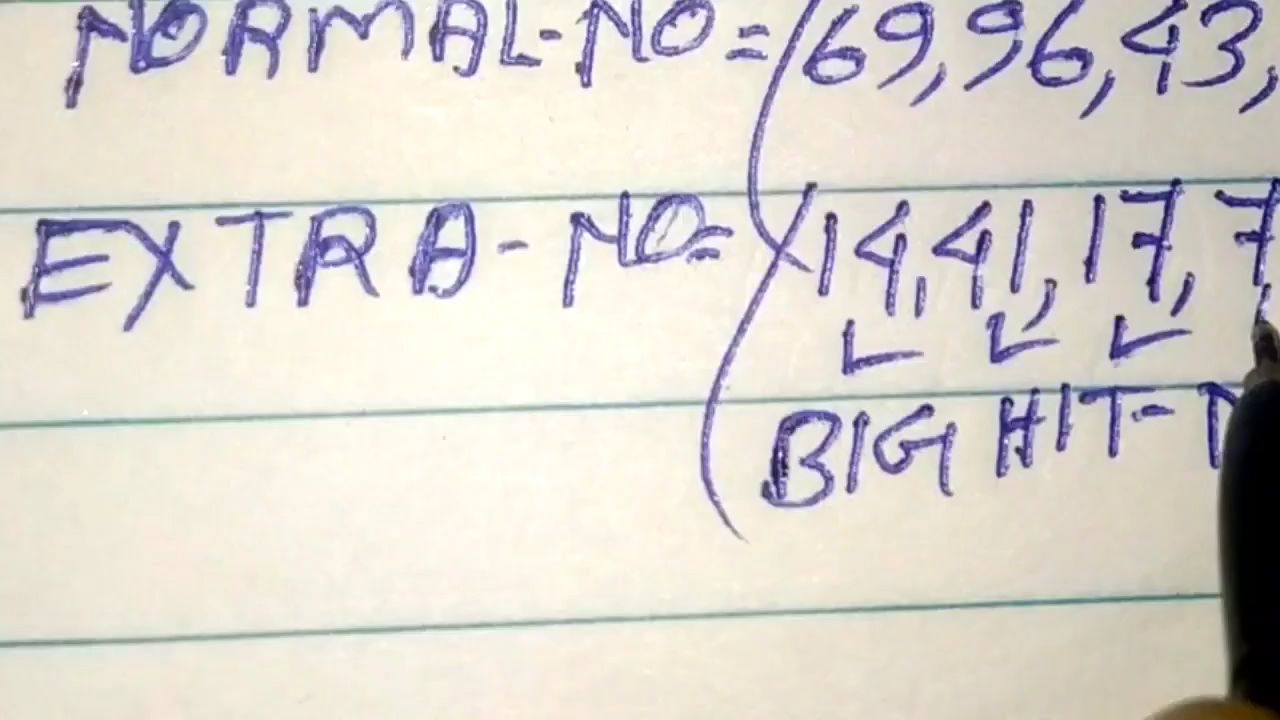 NORMAL-NO=(69,96,43,
EXTRA-NO=(14,41,17,7
BIG HIT-